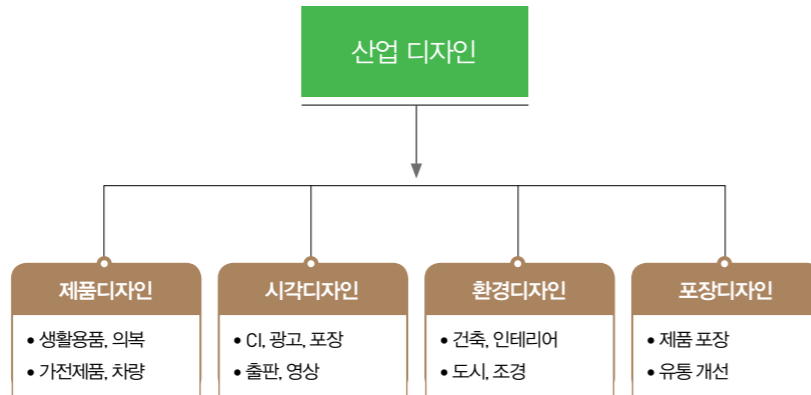 산업 디자인
제품디자인
• 생활용품, 의복
• 가전제품, 차량
시각디자인
• CI, 광고, 포장
• 출판, 영상
환경디자인
• 건축, 인테리어
• 도시, 조경
포장디자인
• 제품 포장
• 유통 개선